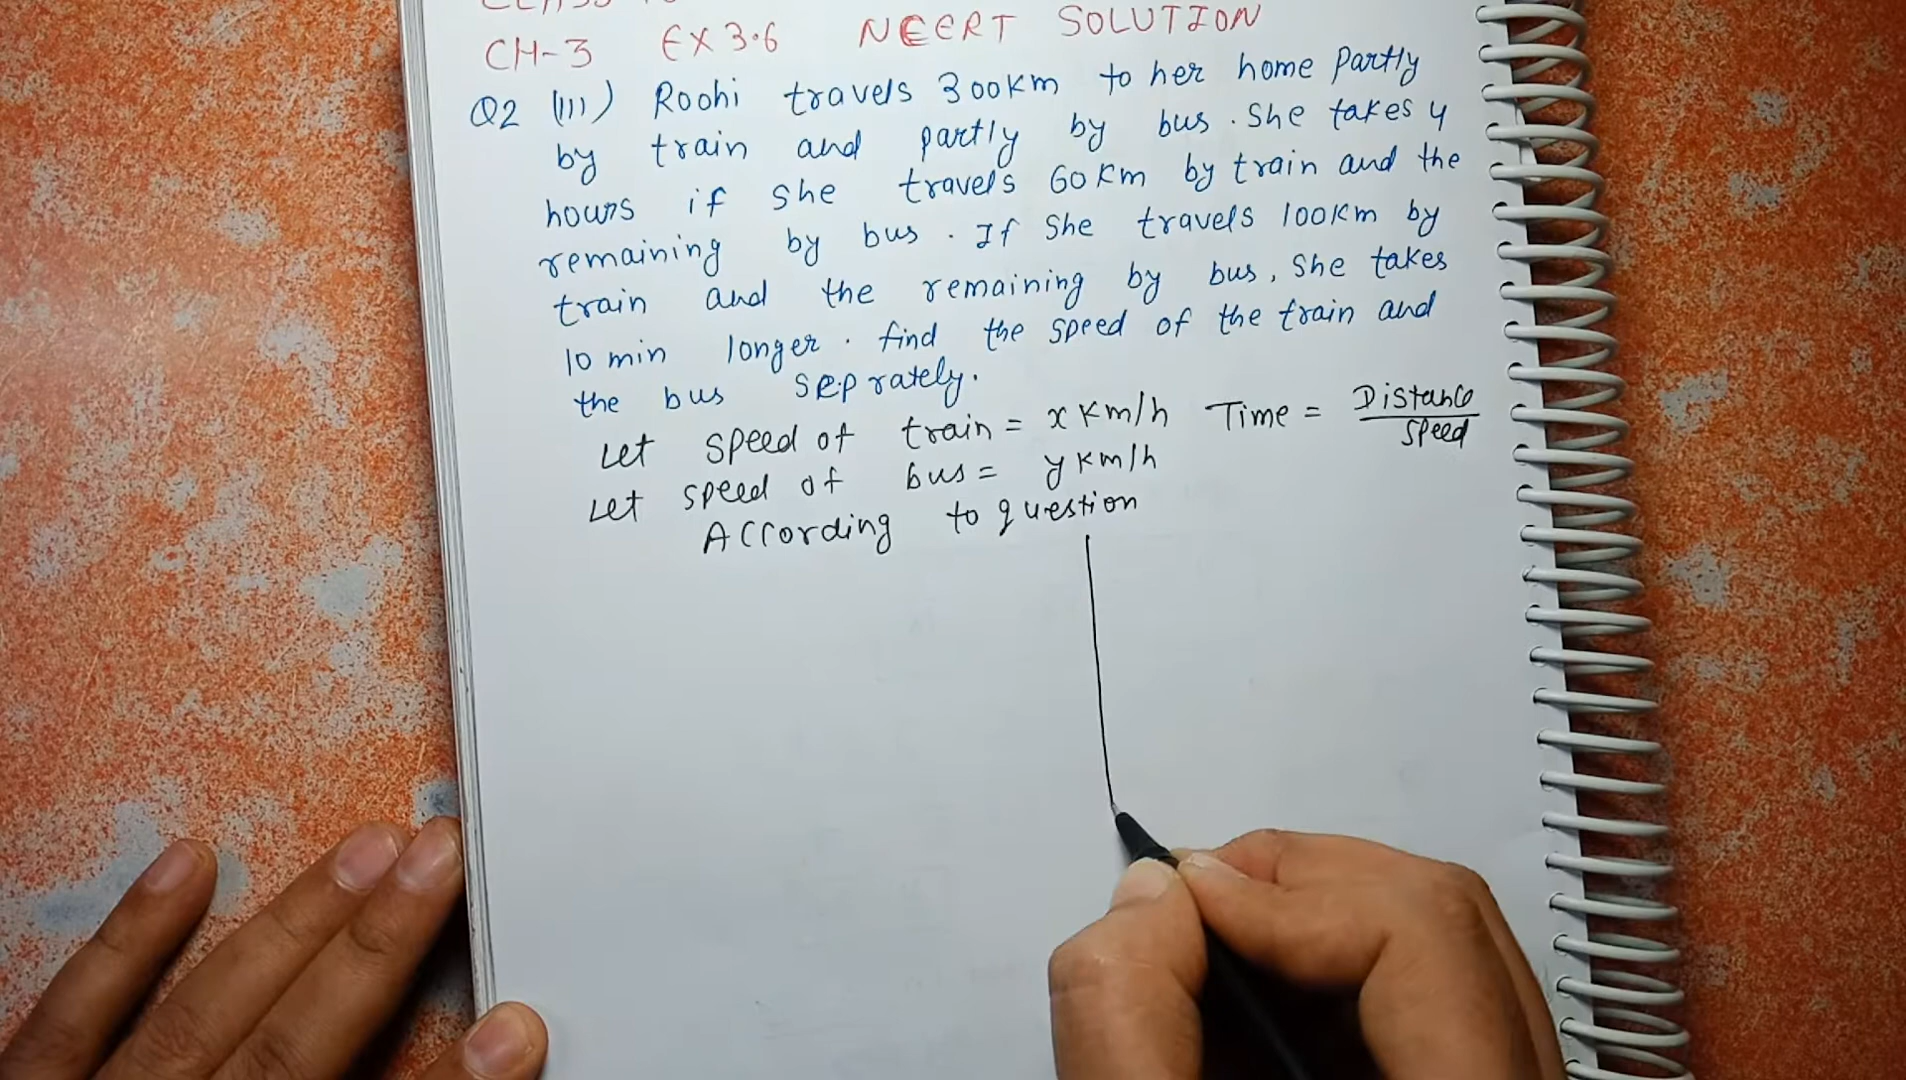 CH-3 EX 3.6 NCERT SOLUTION
Q2 (III) Roohi travels 300km to her home Partly
by train and partly by bus. She takes 4
hours if she travels 60 km by train and the
remaining by bus. If She travels 100km by
train and the remaining by bus, She takes
10 min longer. find the speed of the train and
the bus seprately.
Let speed of train = x km/h Time = Distance/Speed
Let speed of bus = y km/h
According to question